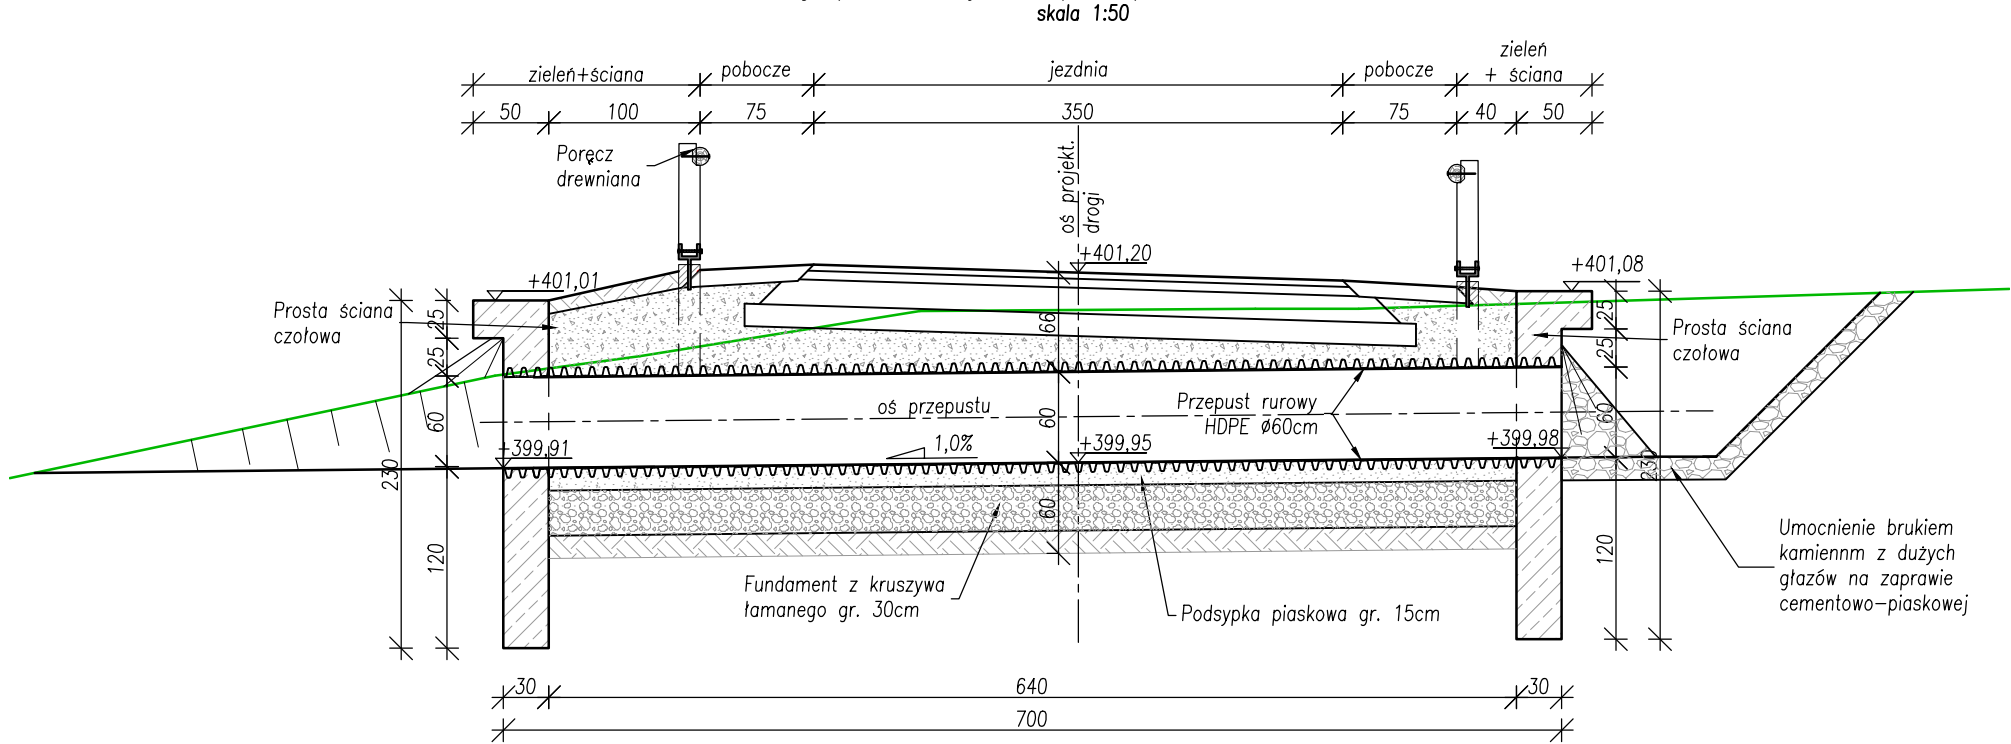 skala 1:50
zieleń+ściana
pobocze
jezdnia
pobocze
zieleń
+ ściana
50
100
75
350
75
40
50
Poręcz
drewniana
oś projekt.
drogi
+401,01
+401,20
+401,08
Prosta ściana
czołowa
Prosta ściana
czołowa
25
25
60
120
230
66
60
60
25
25
60
120
230
oś przepustu
Przepust rurowy
HDPE Ø60cm
+399,91
1,0%
+399,95
+399,98
Fundament z kruszywa
łamanego gr. 30cm
Podsypka piaskowa gr. 15cm
Umocnienie brukiem
kamiennm z dużych
głazów na zaprawie
cementowo-piaskowej
30
640
30
700